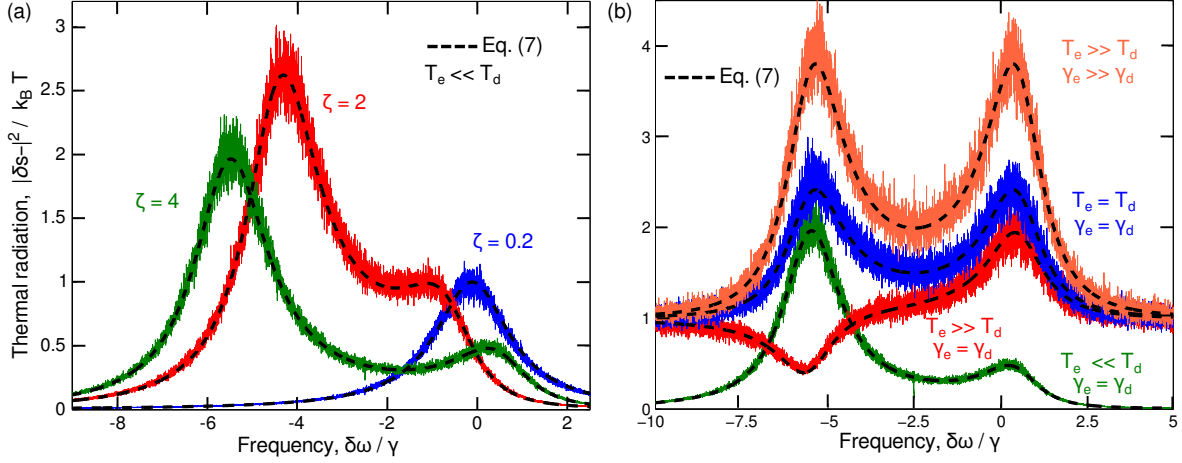 (a)
Thermal radiation, |δs-|² / k_B T
3
2.5
2
1.5
1
0.5
0
-8
-6
-4
-2
0
2
Frequency, δω / γ
Eq. (7)
T_e << T_d
ζ = 2
ζ = 4
ζ = 0.2
(b)
4
3
2
1
0
−10
−7.5
−5
−2.5
0
2.5
5
Frequency, δω / γ
Eq. (7)
T_e >> T_d
γ_e >> γ_d
T_e = T_d
γ_e = γ_d
T_e >> T_d
γ_e = γ_d
T_e << T_d
γ_e = γ_d